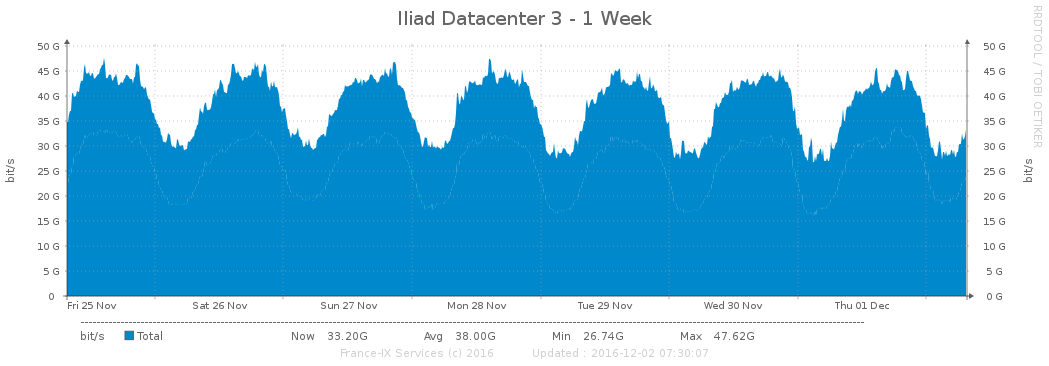 Iliad Datacenter 3 - 1 Week
RRDTOOL / TOBI OETIKER
50 G 50 G
45 G 45 G
40 G 40 G
35 G 35 G
30 G 30 G
25 G 25 G
20 G 20 G
15 G 15 G
10 G 10 G
5 G 5 G
0 0 G
bit/s
bit/s
Fri 25 Nov Sat 26 Nov Sun 27 Nov Mon 28 Nov Tue 29 Nov Wed 30 Nov Thu 01 Dec
bit/s Total Now 33.20G Avg 38.00G Min 26.74G Max 47.62G
France-IX Services (c) 2016 Updated : 2016-12-02 07:30:07